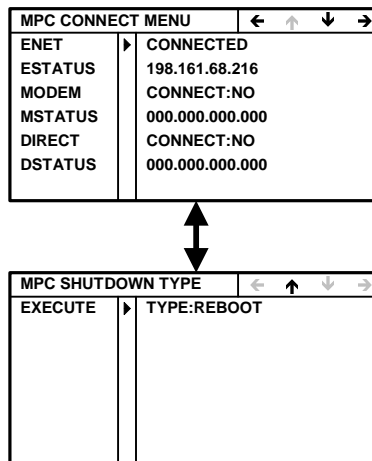 MPC CONNECT MENU
ENET CONNECTED
ESTATUS 198.161.68.216
MODEM CONNECT:NO
MSTATUS 000.000.000.000
DIRECT CONNECT:NO
DSTATUS 000.000.000.000
MPC SHUTDOWN TYPE
EXECUTE TYPE:REBOOT